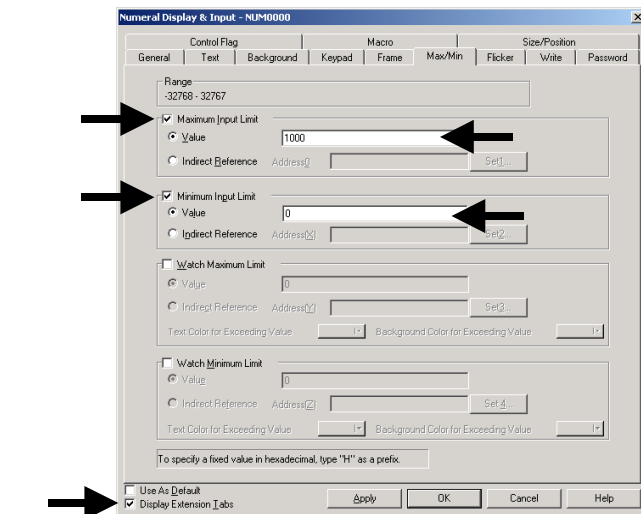 Numeral Display & Input - NUM0000
Control Flag Macro Size/Position
General Text Background Keypad Frame Max/Min Flicker Write Password
Range
-32768 - 32767
Maximum Input Limit
Value 1000
Indirect Reference Address() Set1...
Minimum Input Limit
Value 0
Indirect Reference Address(X) Set2...
Watch Maximum Limit
Value 0
Indirect Reference Address(Y) Set3...
Text Color for Exceeding Value Background Color for Exceeding Value
Watch Minimum Limit
Value 0
Indirect Reference Address(Z) Set 4...
Text Color for Exceeding Value Background Color for Exceeding Value
To specify a fixed value in hexadecimal, type "H" as a prefix.
Use As Default
Display Extension Tabs
Apply OK Cancel Help